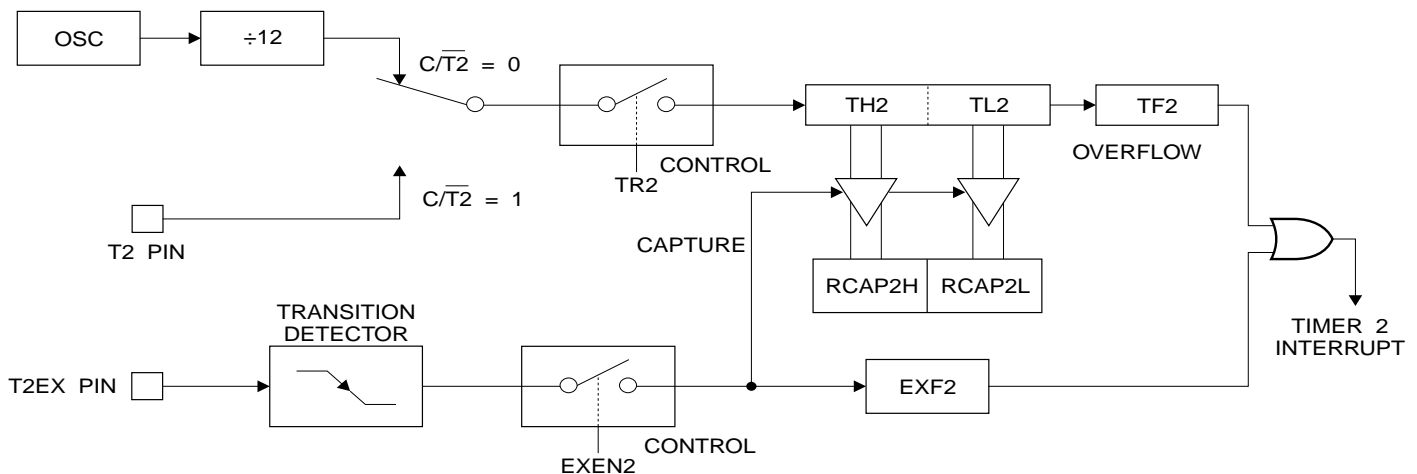 OSC
÷12
C/T2̅ = 0
TH2
TL2
TF2
OVERFLOW
CONTROL
TR2
C/T2̅ = 1
T2 PIN
CAPTURE
RCAP2H
RCAP2L
TRANSITION
DETECTOR
TIMER 2
INTERRUPT
T2EX PIN
EXF2
CONTROL
EXEN2